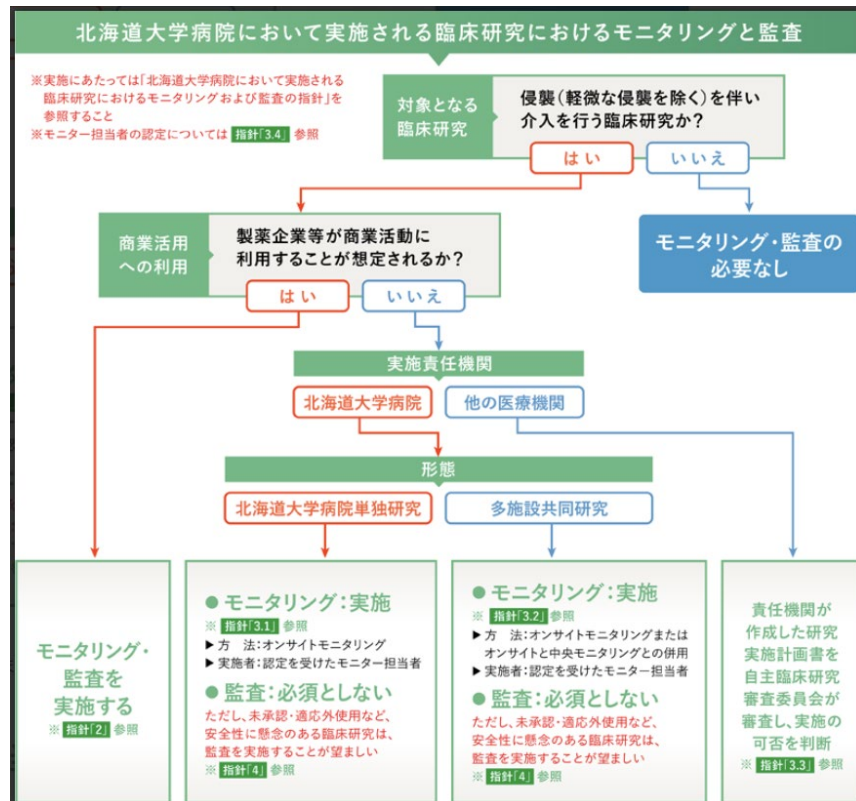 北海道大学病院において実施される臨床研究におけるモニタリングと監査
※実施にあたっては「北海道大学病院において実施される
臨床研究におけるモニタリングおよび監査の指針」を
参照すること
※モニター担当者の認定については 指針「3.4」 参照
対象となる
臨床研究
侵襲(軽微な侵襲を除く)を伴い
介入を行う臨床研究か?
はい
いいえ
商業活用
への利用
製薬企業等が商業活動に
利用することが想定されるか?
はい
いいえ
モニタリング・監査の
必要なし
実施責任機関
北海道大学病院
他の医療機関
形態
北海道大学病院単独研究
多施設共同研究
モニタリング・
監査を
実施する
※ 指針「2」 参照
● モニタリング:実施
※ 指針「3.1」 参照
▶ 方 法:オンサイトモニタリング
▶ 実施者:認定を受けたモニター担当者
● 監査:必須としない
ただし、未承認・適応外使用など、
安全性に懸念のある臨床研究は、
監査を実施することが望ましい
※ 指針「4」 参照
● モニタリング:実施
※ 指針「3.2」 参照
▶ 方 法:オンサイトモニタリングまたは
オンサイトと中央モニタリングとの併用
▶ 実施者:認定を受けたモニター担当者
● 監査:必須としない
ただし、未承認・適応外使用など、
安全性に懸念のある臨床研究は、
監査を実施することが望ましい
※ 指針「4」 参照
責任機関が
作成した研究
実施計画書を
自主臨床研究
審査委員会が
審査し、実施の
可否を判断
※ 指針「3.3」 参照